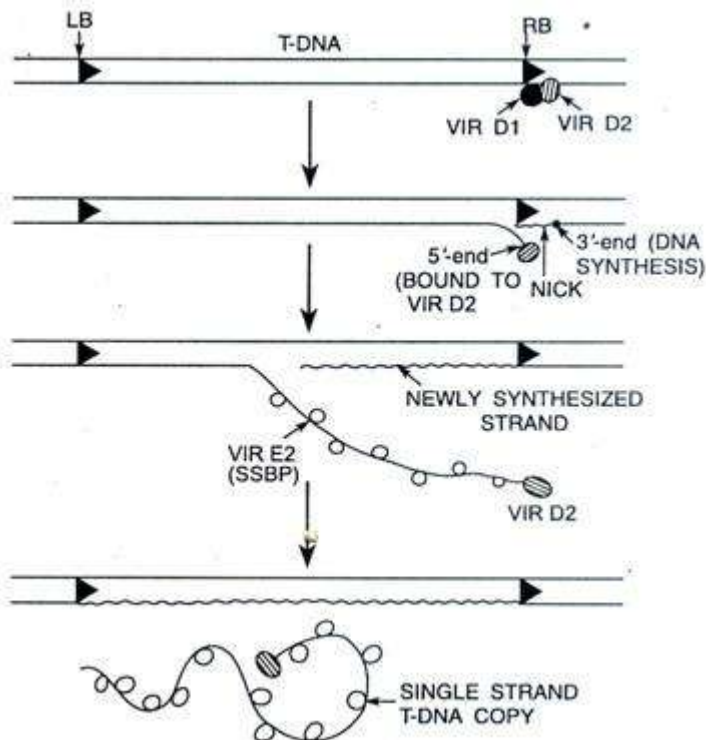 LB
T-DNA
RB
VIR D1
VIR D2
5'-end
(BOUND TO
VIR D2
NICK
3'-end (DNA
SYNTHESIS)
NEWLY SYNTHESIZED
STRAND
VIR E2
(SSBP)
VIR D2
SINGLE STRAND
T-DNA COPY